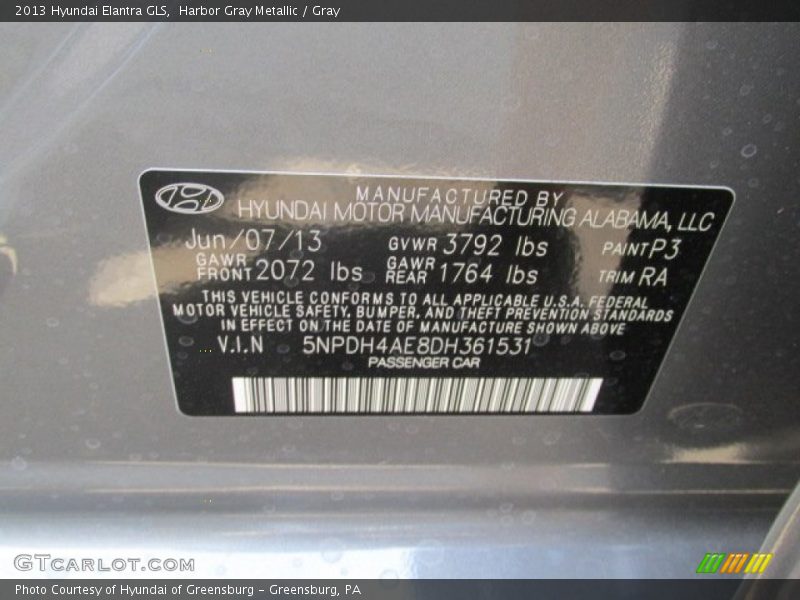 2013 Hyundai Elantra GLS, Harbor Gray Metallic / Gray
MANUFACTURED BY
HYUNDAI MOTOR MANUFACTURING ALABAMA, LLC
Jun/07/13 GVWR 3792 lbs PAINT P3
GAWR FRONT 2072 lbs GAWR REAR 1764 lbs TRIM RA
THIS VEHICLE CONFORMS TO ALL APPLICABLE U.S.A. FEDERAL
MOTOR VEHICLE SAFETY, BUMPER, AND THEFT PREVENTION STANDARDS
IN EFFECT ON THE DATE OF MANUFACTURE SHOWN ABOVE
V.I.N 5NPDH4AE8DH361531
PASSENGER CAR
GTCARLOT.COM
Photo Courtesy of Hyundai of Greensburg - Greensburg, PA